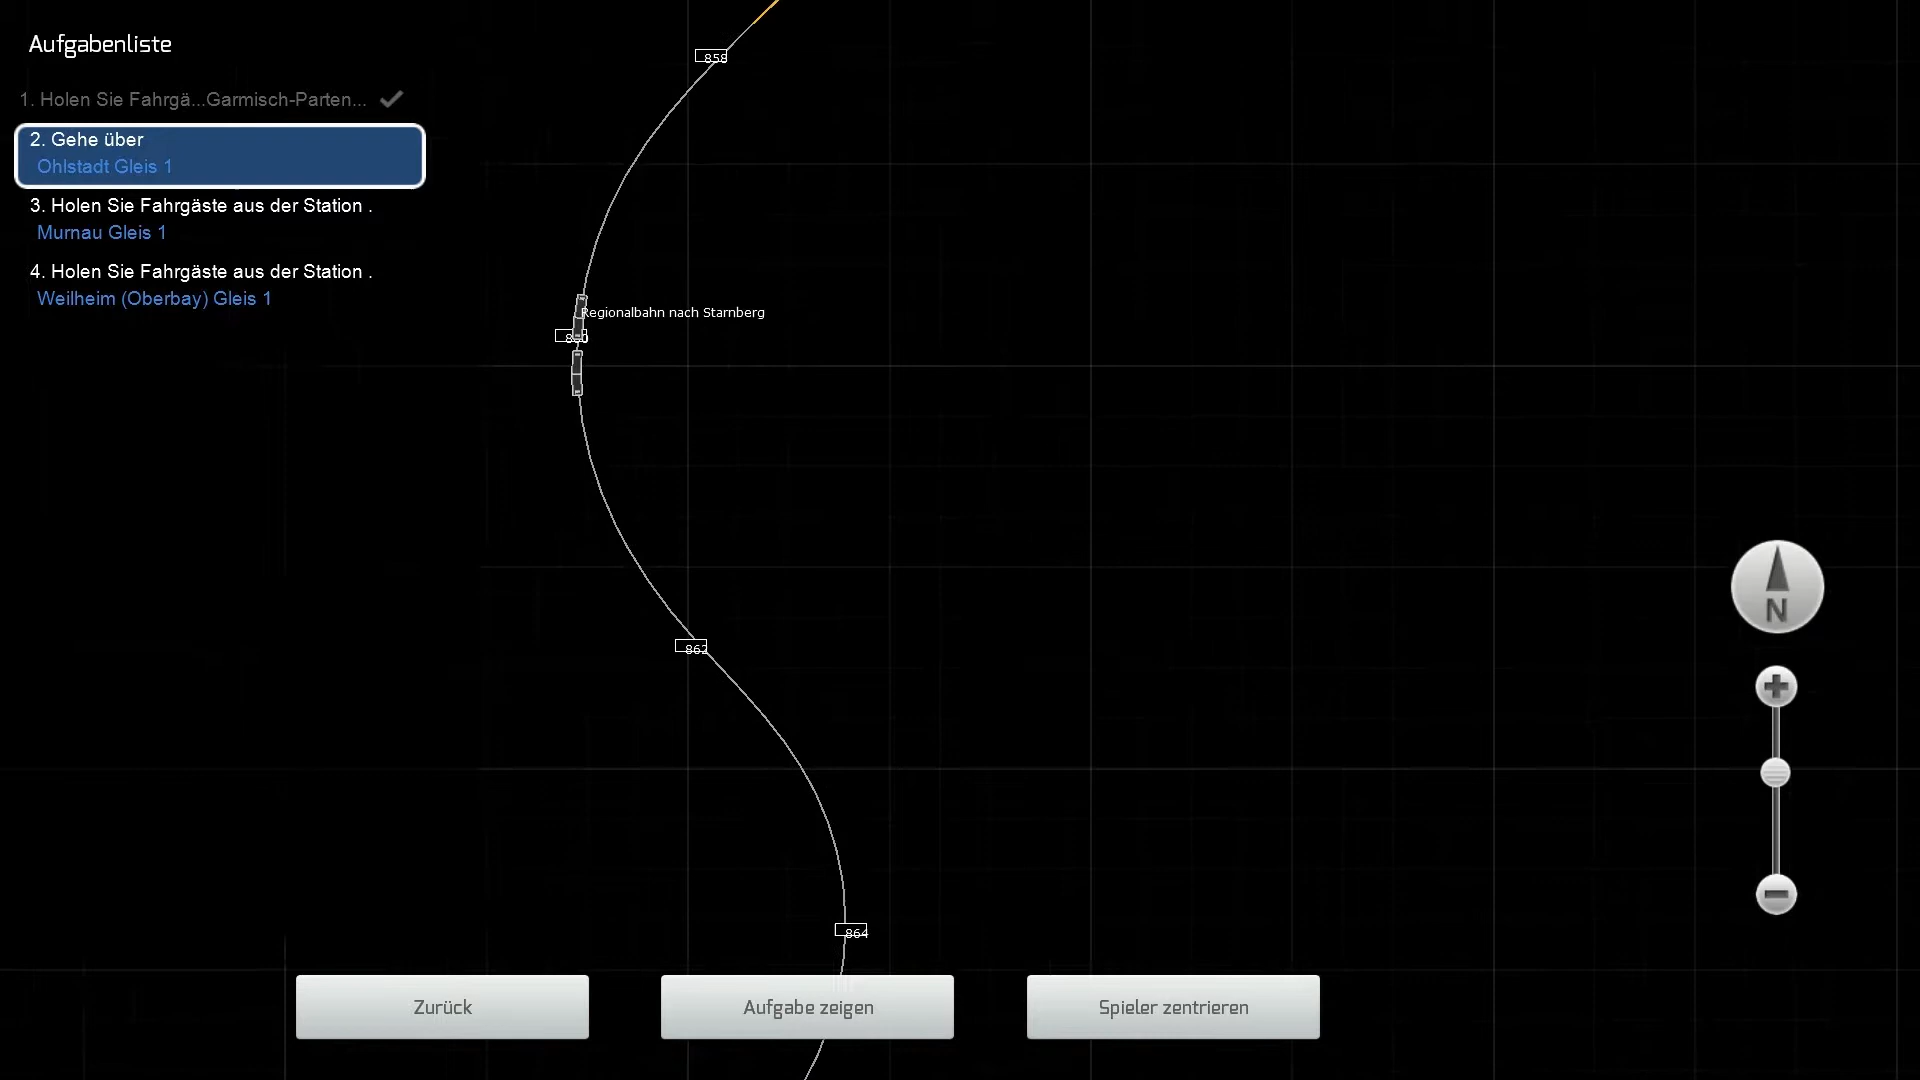 Aufgabenliste
1. Holen Sie Fahrgä...Garmisch-Parten...
2. Gehe über
Ohlstadt Gleis 1
3. Holen Sie Fahrgäste aus der Station .
Murnau Gleis 1
4. Holen Sie Fahrgäste aus der Station .
Weilheim (Oberbay) Gleis 1
858
Regionalbahn nach Starnberg
862
864
N
Zurück
Aufgabe zeigen
Spieler zentrieren